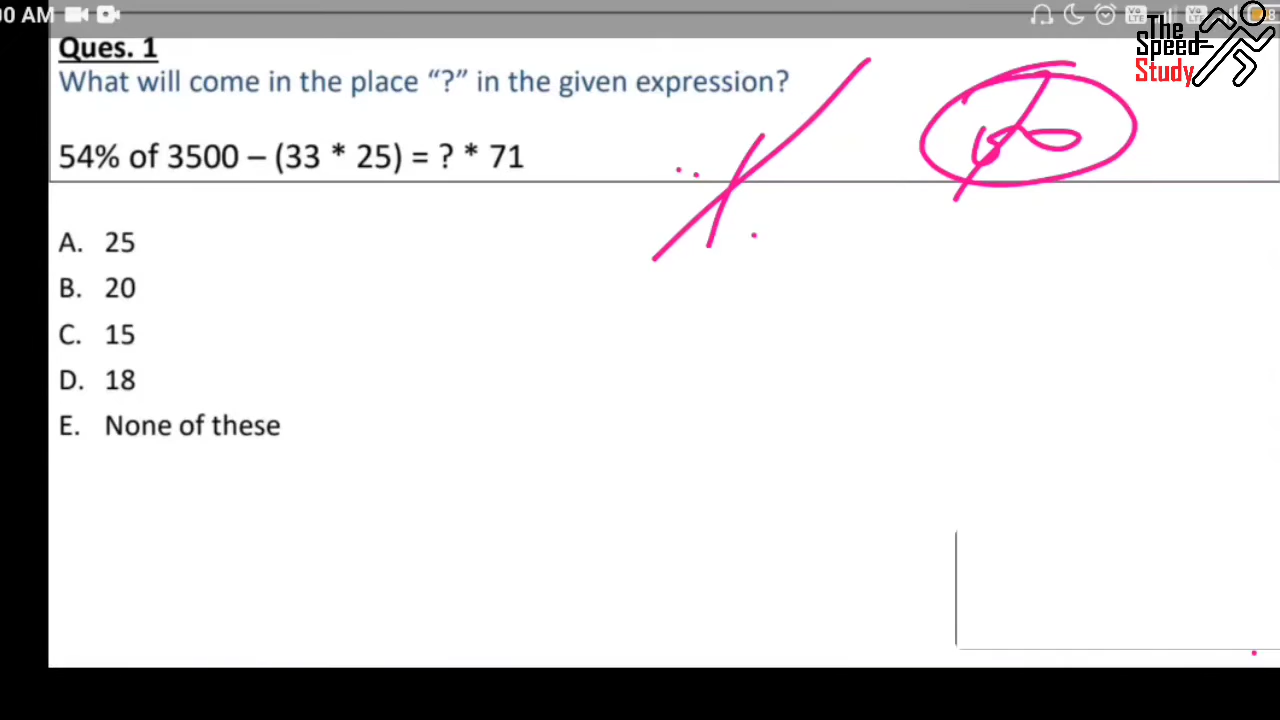 00 AM
The
Speed
Study
Ques. 1
What will come in the place “?” in the given expression?
54% of 3500 – (33 * 25) = ? * 71
A. 25
B. 20
C. 15
D. 18
E. None of these